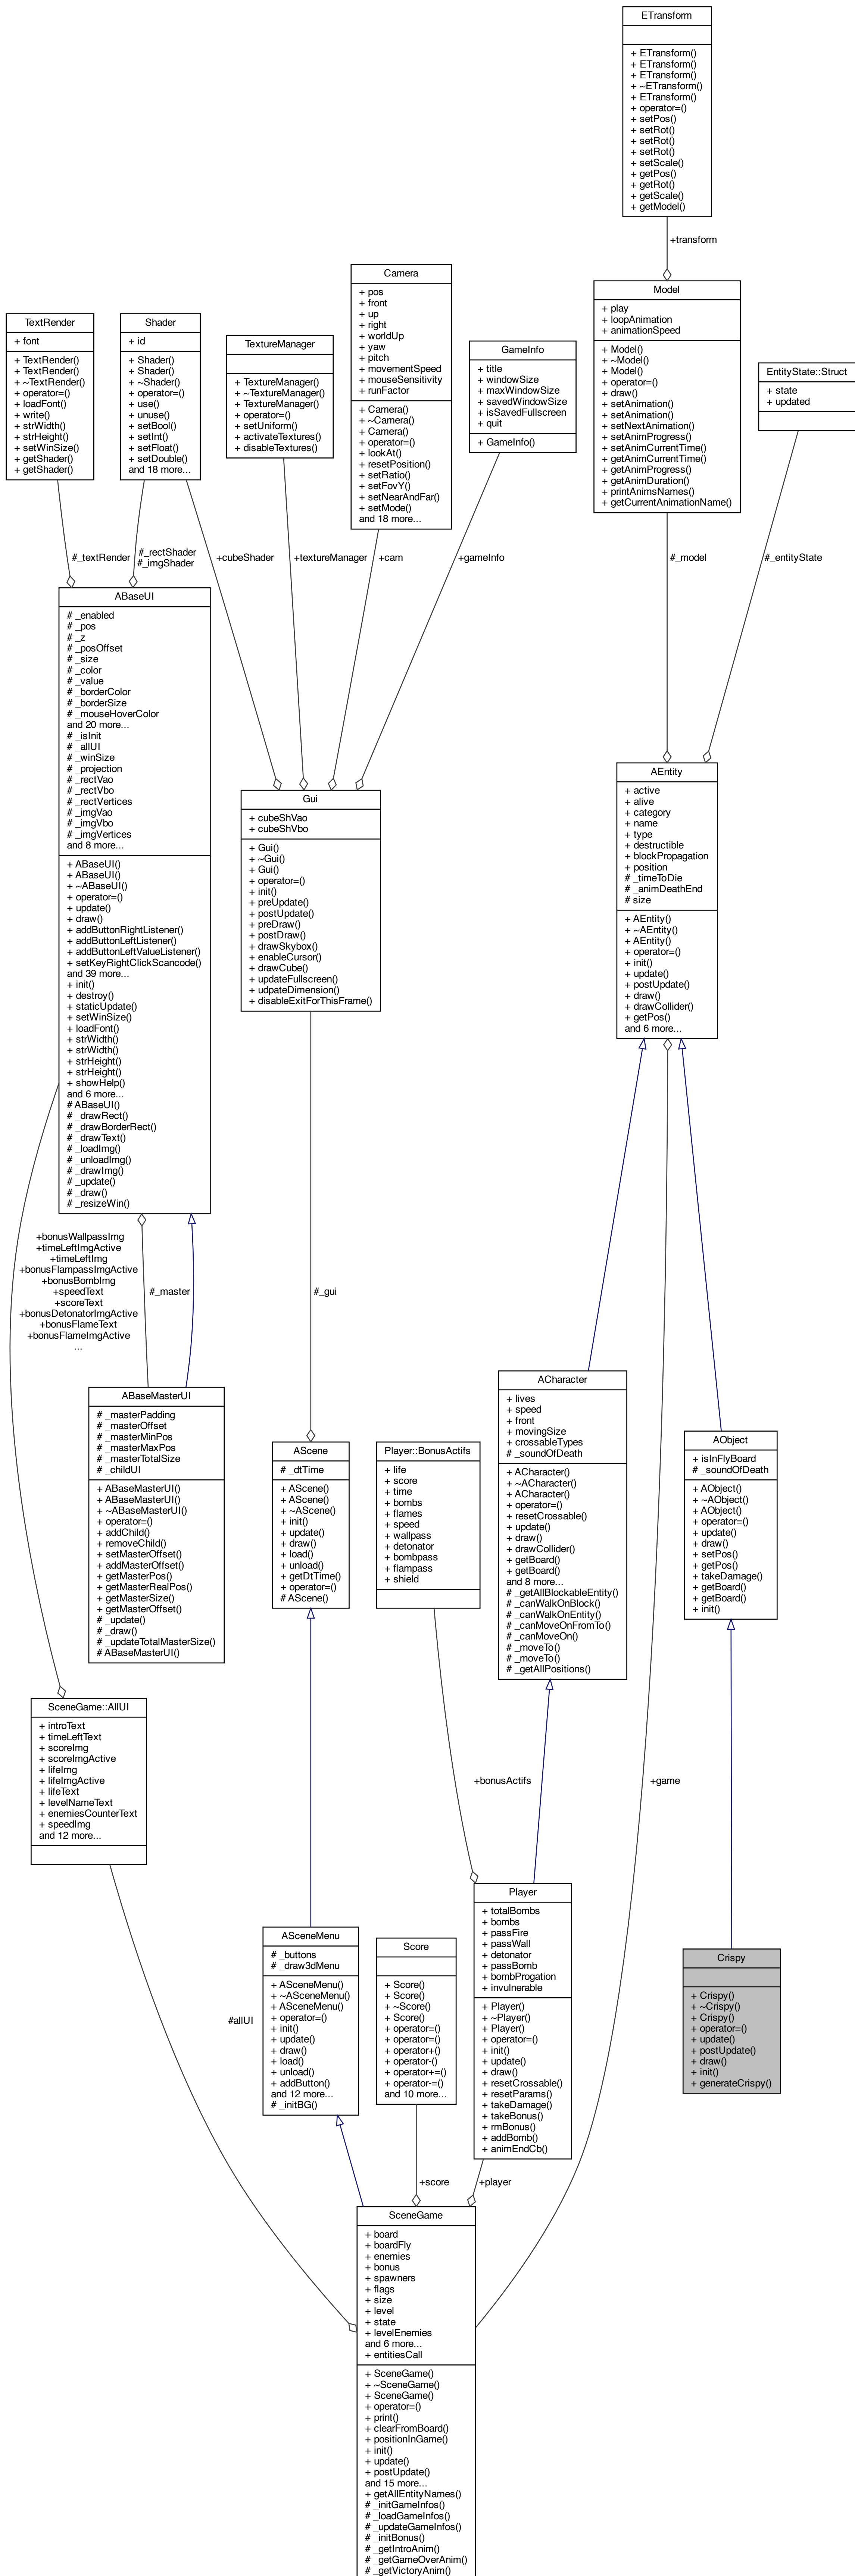 ETransform
+ ETransform()
+ ETransform()
+ ETransform()
+ ~ETransform()
+ ETransform()
+ operator=()
+ setPos()
+ setRot()
+ setRot()
+ setRot()
+ setScale()
+ getPos()
+ getRot()
+ getScale()
+ getModel()
+transform
TextRender
+ font
+ TextRender()
+ TextRender()
+ ~TextRender()
+ operator=()
+ loadFont()
+ write()
+ strWidth()
+ strHeight()
+ setWinSize()
+ getShader()
+ getShader()
Shader
+ id
+ Shader()
+ Shader()
+ ~Shader()
+ operator=()
+ use()
+ unuse()
+ setBool()
+ setInt()
+ setFloat()
+ setDouble()
and 18 more...
TextureManager
+ TextureManager()
+ ~TextureManager()
+ TextureManager()
+ operator=()
+ setUniform()
+ activateTextures()
+ disableTextures()
Camera
+ pos
+ front
+ up
+ right
+ worldUp
+ yaw
+ pitch
+ movementSpeed
+ mouseSensitivity
+ runFactor
+ Camera()
+ ~Camera()
+ Camera()
+ operator=()
+ lookAt()
+ resetPosition()
+ setRatio()
+ setFovY()
+ setNearAndFar()
+ setMode()
and 18 more...
GameInfo
+ title
+ windowSize
+ maxWindowSize
+ savedWindowSize
+ isSavedFullscreen
+ quit
+ GameInfo()
Model
+ play
+ loopAnimation
+ animationSpeed
+ Model()
+ ~Model()
+ Model()
+ operator=()
+ draw()
+ setAnimation()
+ setAnimation()
+ setNextAnimation()
+ setAnimProgress()
+ setAnimCurrentTime()
+ getAnimCurrentTime()
+ getAnimProgress()
+ getAnimDuration()
+ printAnimsNames()
+ getCurrentAnimationName()
EntityState::Struct
+ state
+ updated
#_textRender
#_rectShader
#_imgShader
+cubeShader
+textureManager
+cam
+gameInfo
#_model
#_entityState
ABaseUI
# _enabled
# _pos
# _z
# _posOffset
# _size
# _color
# _value
# _borderColor
# _borderSize
# _mouseHoverColor
and 20 more...
# _isInit
# _allUI
# _winSize
# _projection
# _rectVao
# _rectVbo
# _rectVertices
# _imgVao
# _imgVbo
# _imgVertices
and 8 more...
+ ABaseUI()
+ ABaseUI()
+ ~ABaseUI()
+ operator=()
+ update()
+ draw()
+ addButtonRightListener()
+ addButtonLeftListener()
+ addButtonLeftValueListener()
+ setKeyRightClickScancode()
and 39 more...
+ init()
+ destroy()
+ staticUpdate()
+ setWinSize()
+ loadFont()
+ strWidth()
+ strWidth()
+ strHeight()
+ strHeight()
+ showHelp()
and 6 more...
# ABaseUI()
# _drawRect()
# _drawBorderRect()
# _drawText()
# _loadImg()
# _unloadImg()
# _drawImg()
# _update()
# _draw()
# _resizeWin()
Gui
+ cubeShVao
+ cubeShVbo
+ Gui()
+ ~Gui()
+ Gui()
+ operator=()
+ init()
+ preUpdate()
+ postUpdate()
+ preDraw()
+ postDraw()
+ drawSkybox()
+ enableCursor()
+ drawCube()
+ updateFullscreen()
+ udpateDimension()
+ disableExitForThisFrame()
AEntity
+ active
+ alive
+ category
+ name
+ type
+ destructible
+ blockPropagation
+ position
# _timeToDie
# _animDeathEnd
# size
+ AEntity()
+ ~AEntity()
+ AEntity()
+ operator=()
+ init()
+ update()
+ postUpdate()
+ draw()
+ drawCollider()
+ getPos()
and 6 more...
+bonusWallpassImg
+timeLeftImgActive
+timeLeftImg
+bonusFlampassImgActive
+bonusBombImg
+speedText
+scoreText
+bonusDetonatorImgActive
+bonusFlameText
+bonusFlameImgActive
...
#_master
#_gui
ABaseMasterUI
# _masterPadding
# _masterOffset
# _masterMinPos
# _masterMaxPos
# _masterTotalSize
# _childUI
+ ABaseMasterUI()
+ ABaseMasterUI()
+ ~ABaseMasterUI()
+ operator=()
+ addChild()
+ removeChild()
+ setMasterOffset()
+ addMasterOffset()
+ getMasterPos()
+ getMasterRealPos()
+ getMasterSize()
+ getMasterOffset()
# _update()
# _draw()
# _updateTotalMasterSize()
# ABaseMasterUI()
AScene
# _dtTime
+ AScene()
+ AScene()
+ ~AScene()
+ init()
+ update()
+ draw()
+ load()
+ unload()
+ getDtTime()
+ operator=()
# AScene()
Player::BonusActifs
+ life
+ score
+ time
+ bombs
+ flames
+ speed
+ wallpass
+ detonator
+ bombpass
+ flampass
+ shield
ACharacter
+ lives
+ speed
+ front
+ movingSize
+ crossableTypes
# _soundOfDeath
+ ACharacter()
+ ~ACharacter()
+ ACharacter()
+ operator=()
+ resetCrossable()
+ update()
+ draw()
+ drawCollider()
+ getBoard()
+ getBoard()
and 8 more...
# _getAllBlockableEntity()
# _canWalkOnBlock()
# _canWalkOnEntity()
# _canMoveOnFromTo()
# _canMoveOn()
# _moveTo()
# _moveTo()
# _getAllPositions()
AObject
+ isInFlyBoard
# _soundOfDeath
+ AObject()
+ ~AObject()
+ AObject()
+ operator=()
+ update()
+ draw()
+ setPos()
+ getPos()
+ takeDamage()
+ getBoard()
+ getBoard()
+ init()
SceneGame::AllUI
+ introText
+ timeLeftText
+ scoreImg
+ scoreImgActive
+ lifeImg
+ lifeImgActive
+ lifeText
+ levelNameText
+ enemiesCounterText
+ speedImg
and 12 more...
+bonusActifs
+game
Player
+ totalBombs
+ bombs
+ passFire
+ passWall
+ detonator
+ passBomb
+ bombProgation
+ invulnerable
+ Player()
+ ~Player()
+ Player()
+ operator=()
+ init()
+ update()
+ draw()
+ resetCrossable()
+ resetParams()
+ takeDamage()
+ takeBonus()
+ rmBonus()
+ addBomb()
+ animEndCb()
ASceneMenu
# _buttons
# _draw3dMenu
+ ASceneMenu()
+ ~ASceneMenu()
+ ASceneMenu()
+ operator=()
+ init()
+ update()
+ draw()
+ load()
+ unload()
+ addButton()
and 12 more...
# _initBG()
Score
+ Score()
+ Score()
+ ~Score()
+ Score()
+ operator=()
+ operator=()
+ operator+()
+ operator-()
+ operator+=()
+ operator-=()
and 10 more...
Crispy
+ Crispy()
+ ~Crispy()
+ Crispy()
+ operator=()
+ update()
+ postUpdate()
+ draw()
+ init()
+ generateCrispy()
#allUI
+score
+player
SceneGame
+ board
+ boardFly
+ enemies
+ bonus
+ spawners
+ flags
+ size
+ level
+ state
+ levelEnemies
and 6 more...
+ entitiesCall
+ SceneGame()
+ ~SceneGame()
+ SceneGame()
+ operator=()
+ print()
+ clearFromBoard()
+ positionInGame()
+ init()
+ update()
+ postUpdate()
and 15 more...
+ getAllEntityNames()
# _initGameInfos()
# _loadGameInfos()
# _updateGameInfos()
# _initBonus()
# _getIntroAnim()
# _getGameOverAnim()
# _getVictoryAnim()